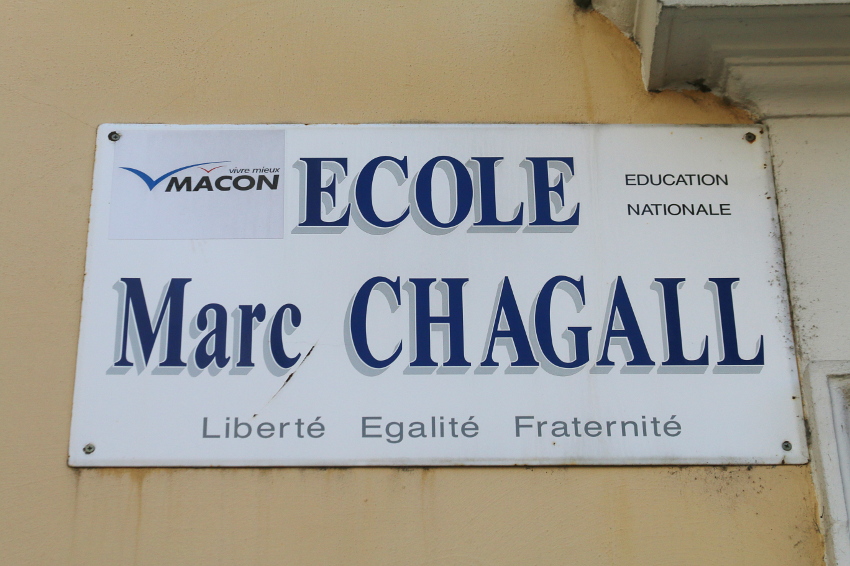 vivre mieux
MACON
ECOLE
EDUCATION
NATIONALE
Marc CHAGALL
Liberté Egalité Fraternité